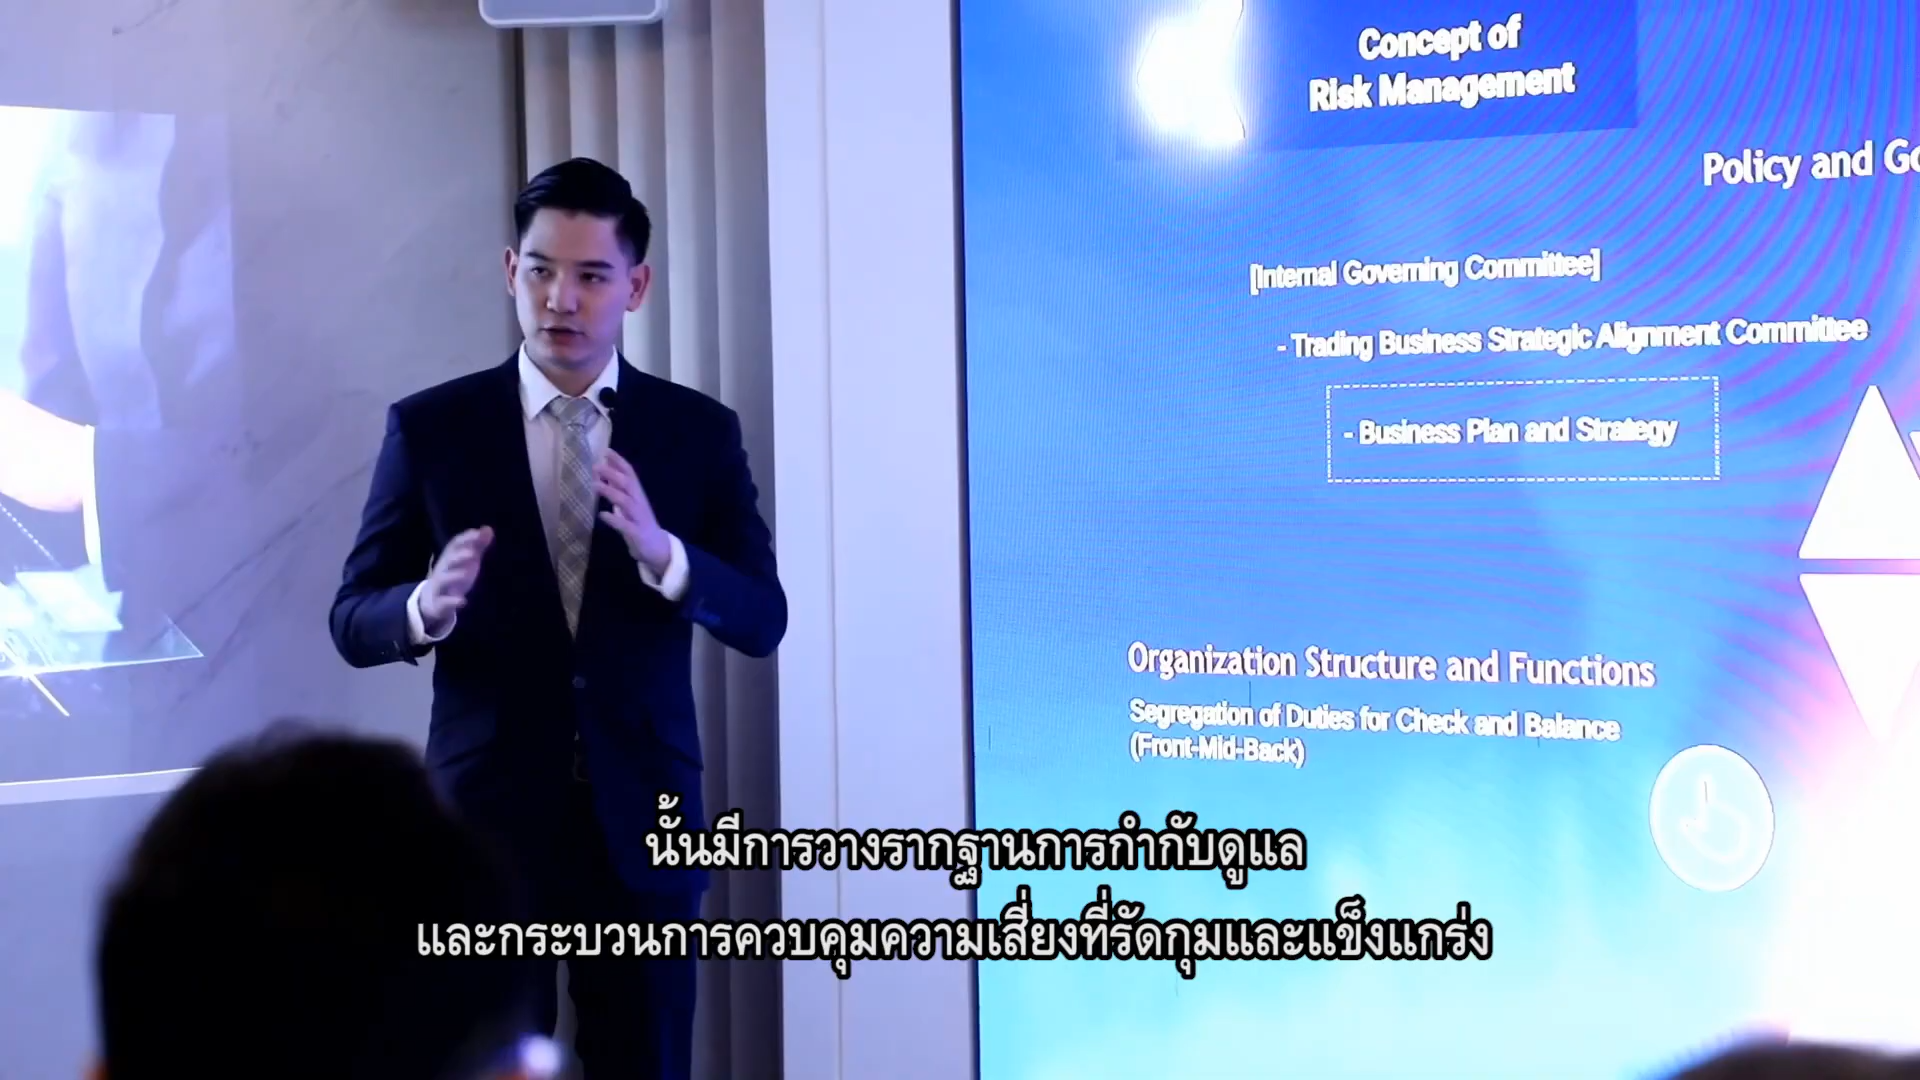 Concept of
Risk Management
Policy and Go
[Internal Governing Committee]
- Trading Business Strategic Alignment Committee
- Business Plan and Strategy
Organization Structure and Functions
Segregation of Duties for Check and Balance
(Front-Mid-Back)
นั้นมีการวางรากฐานการกำกับดูแล
และกระบวนการควบคุมความเสี่ยงที่รัดกุมและแข็งแกร่ง